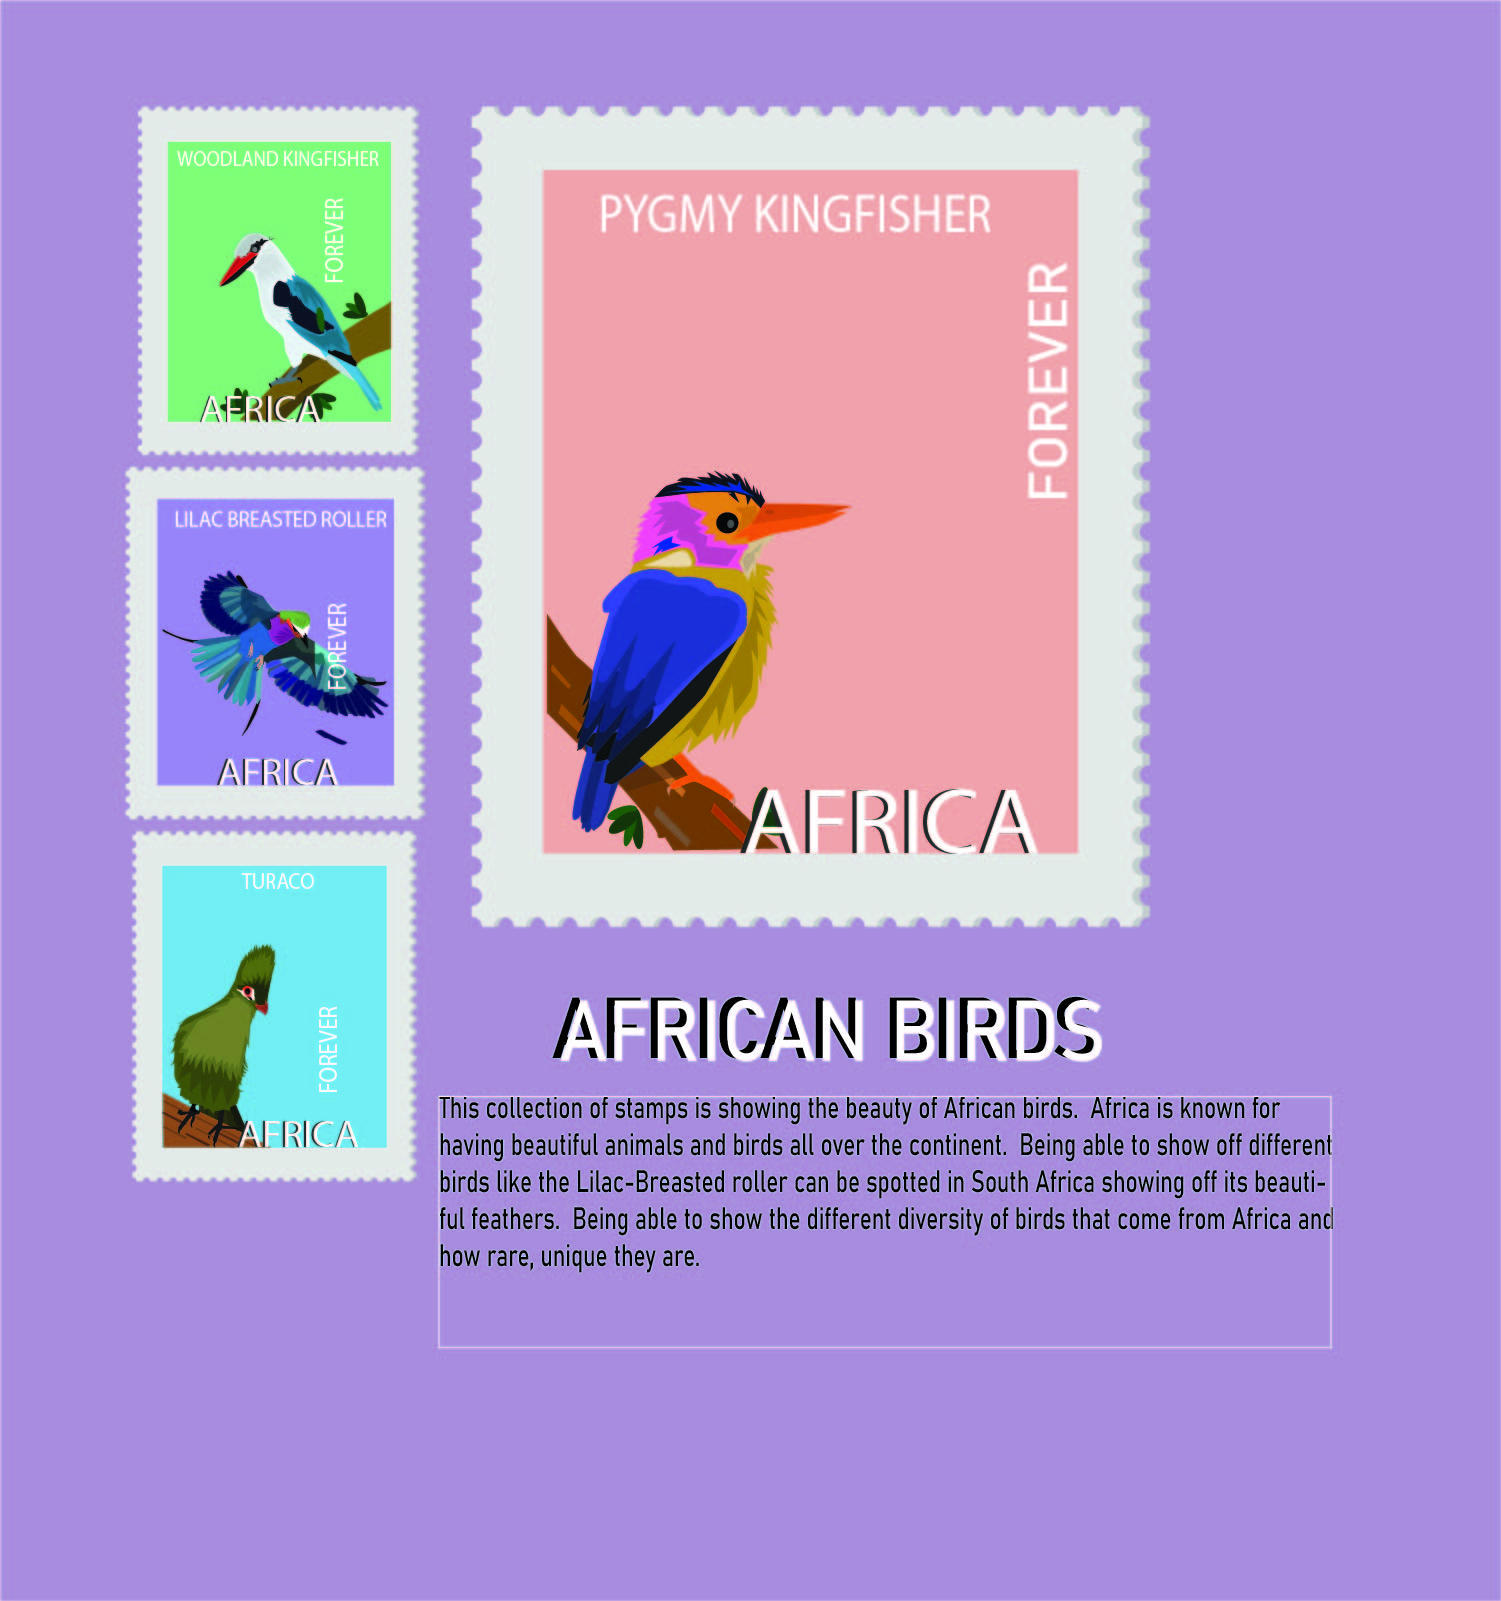 WOODLAND KINGFISHER
FOREVER
AFRICA
LILAC BREASTED ROLLER
FOREVER
AFRICA
TURACO
FOREVER
AFRICA
PYGMY KINGFISHER
FOREVER
AFRICA
AFRICAN BIRDS
This collection of stamps is showing the beauty of African birds.  Africa is known for
having beautiful animals and birds all over the continent.  Being able to show off different
birds like the Lilac-Breasted roller can be spotted in South Africa showing off its beauti-
ful feathers.  Being able to show the different diversity of birds that come from Africa and
how rare, unique they are.